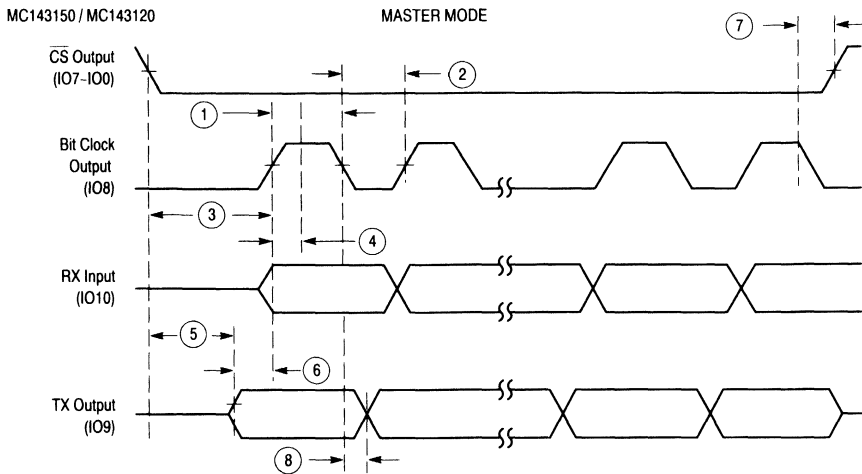 MC143150 / MC143120
MASTER MODE
7
CS Output
(IO7–IO0)
2
1
Bit Clock
Output
(IO8)
3
4
RX Input
(IO10)
5
6
TX Output
(IO9)
8